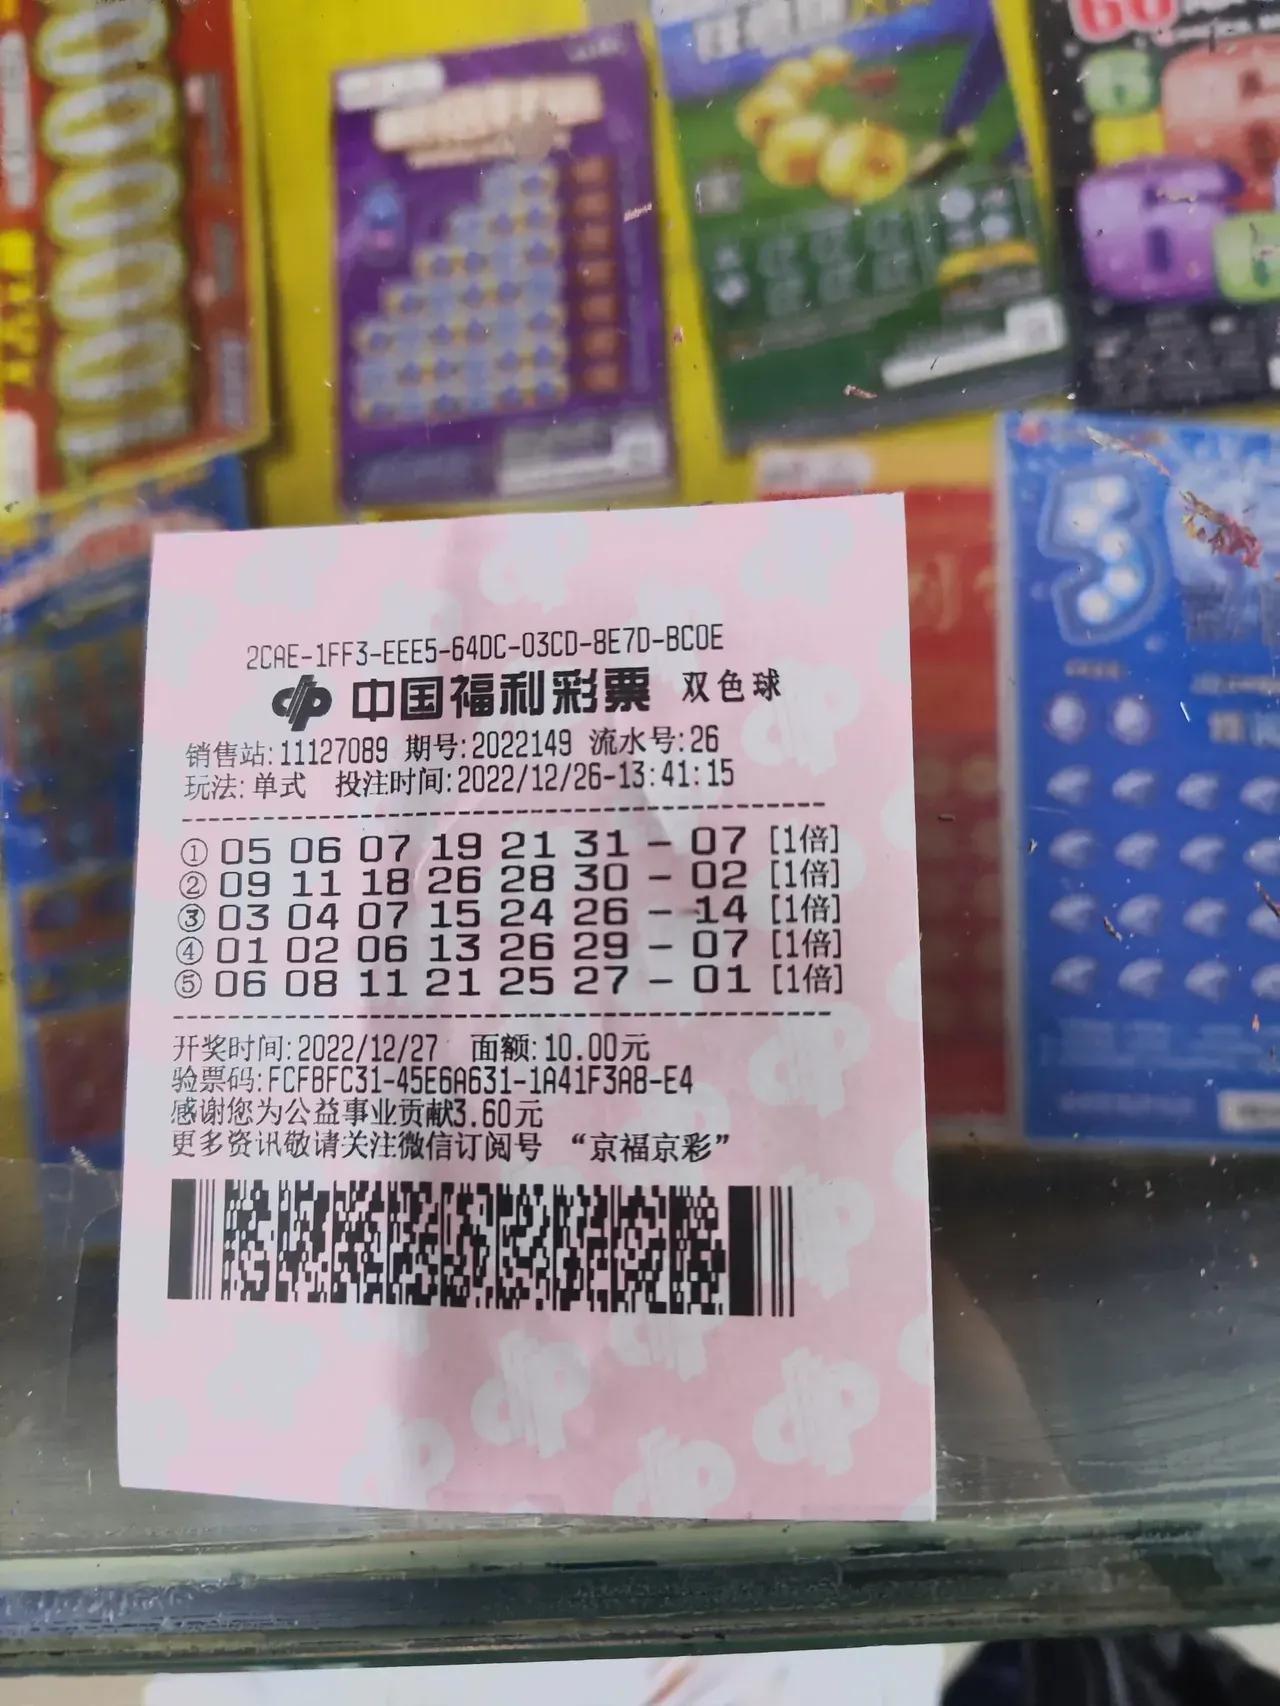 2CAE-1FF3-EEE5-64DC-03CD-8E7D-BC0E
中国福利彩票 双色球
销售站:11127089 期号:2022149 流水号:26
玩法:单式 投注时间:2022/12/26-13:41:15
① 05 06 07 19 21 31 - 07 [1倍]
② 09 11 18 26 28 30 - 02 [1倍]
③ 03 04 07 15 24 26 - 14 [1倍]
④ 01 02 06 13 26 29 - 07 [1倍]
⑤ 06 08 11 21 25 27 - 01 [1倍]
开奖时间:2022/12/27 面额:10.00元
验票码:FCFBFC31-45E6A631-1A41F3A8-E4
感谢您为公益事业贡献3.60元
更多资讯敬请关注微信订阅号 “京福京彩”
5